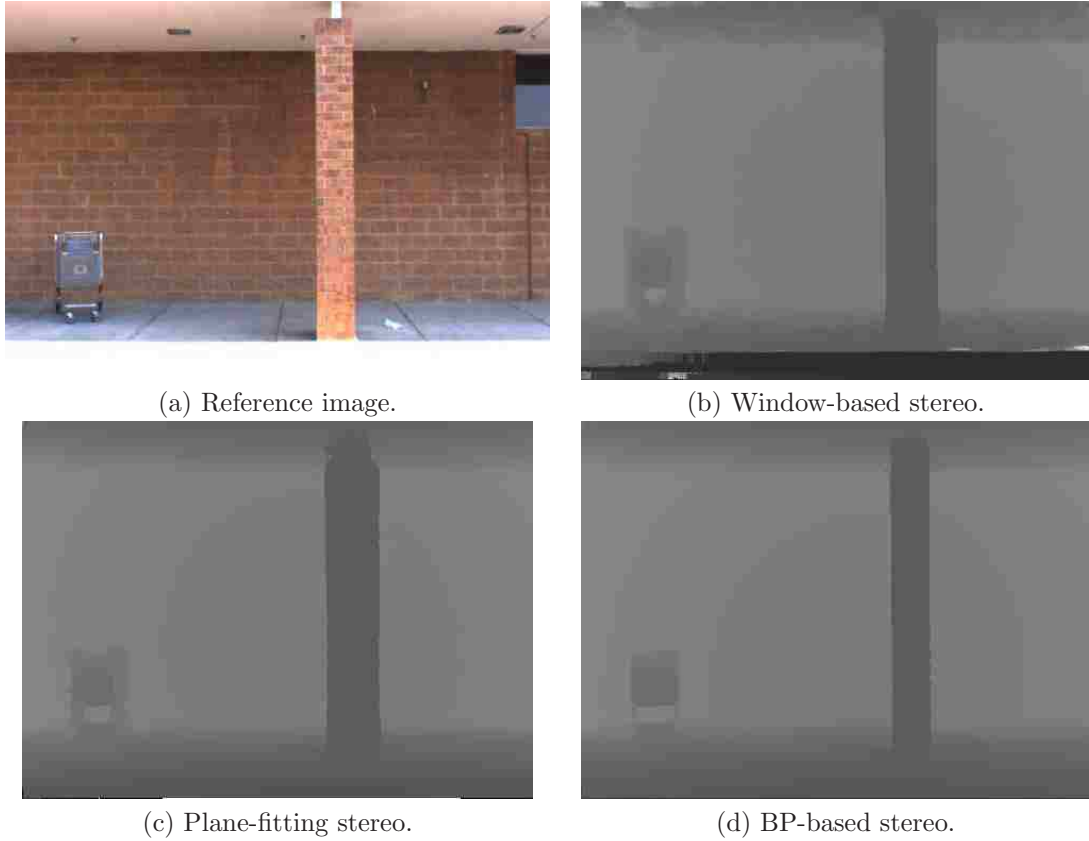 (a) Reference image.
(b) Window-based stereo.
(c) Plane-fitting stereo.
(d) BP-based stereo.